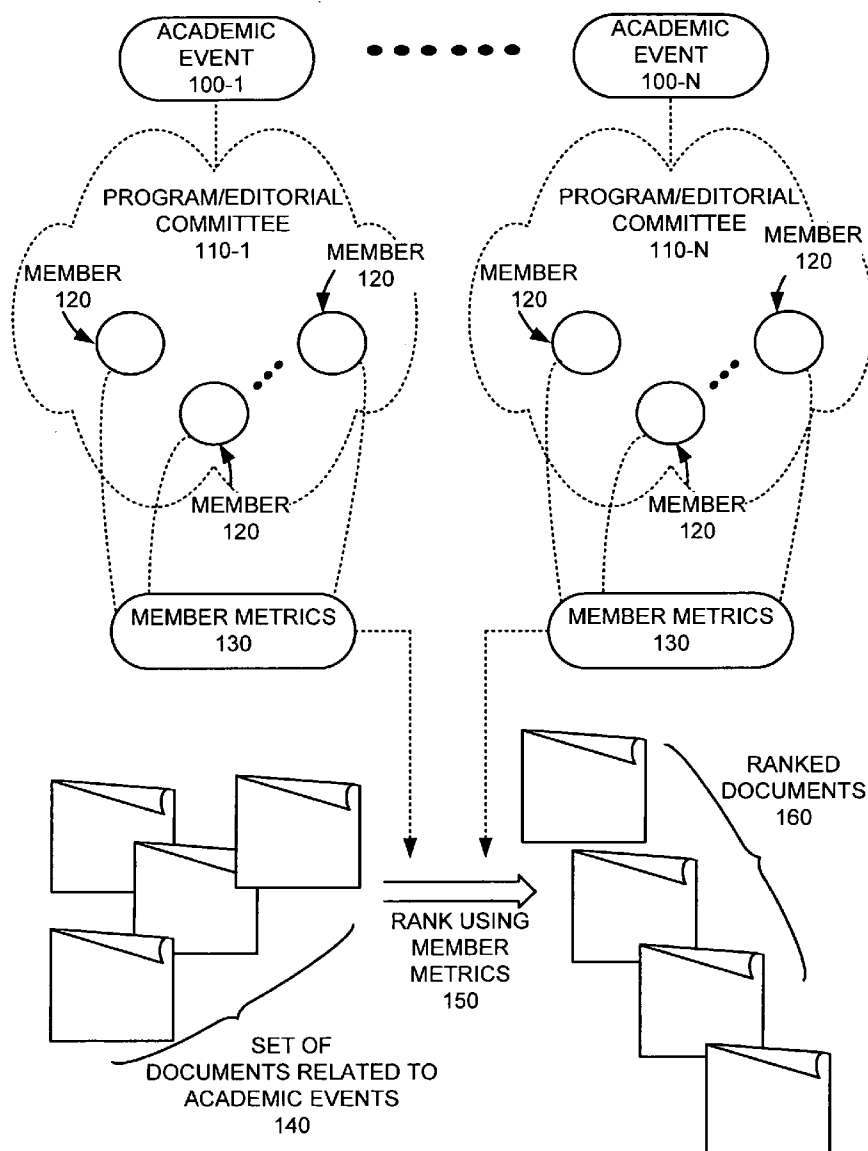 ACADEMIC
EVENT
100-1
ACADEMIC
EVENT
100-N
PROGRAM/EDITORIAL
COMMITTEE
110-1
MEMBER
120
MEMBER
120
MEMBER
120
PROGRAM/EDITORIAL
COMMITTEE
110-N
MEMBER
120
MEMBER
120
MEMBER
120
MEMBER METRICS
130
MEMBER METRICS
130
RANKED
DOCUMENTS
160
RANK USING
MEMBER
METRICS
150
SET OF
DOCUMENTS RELATED TO
ACADEMIC EVENTS
140